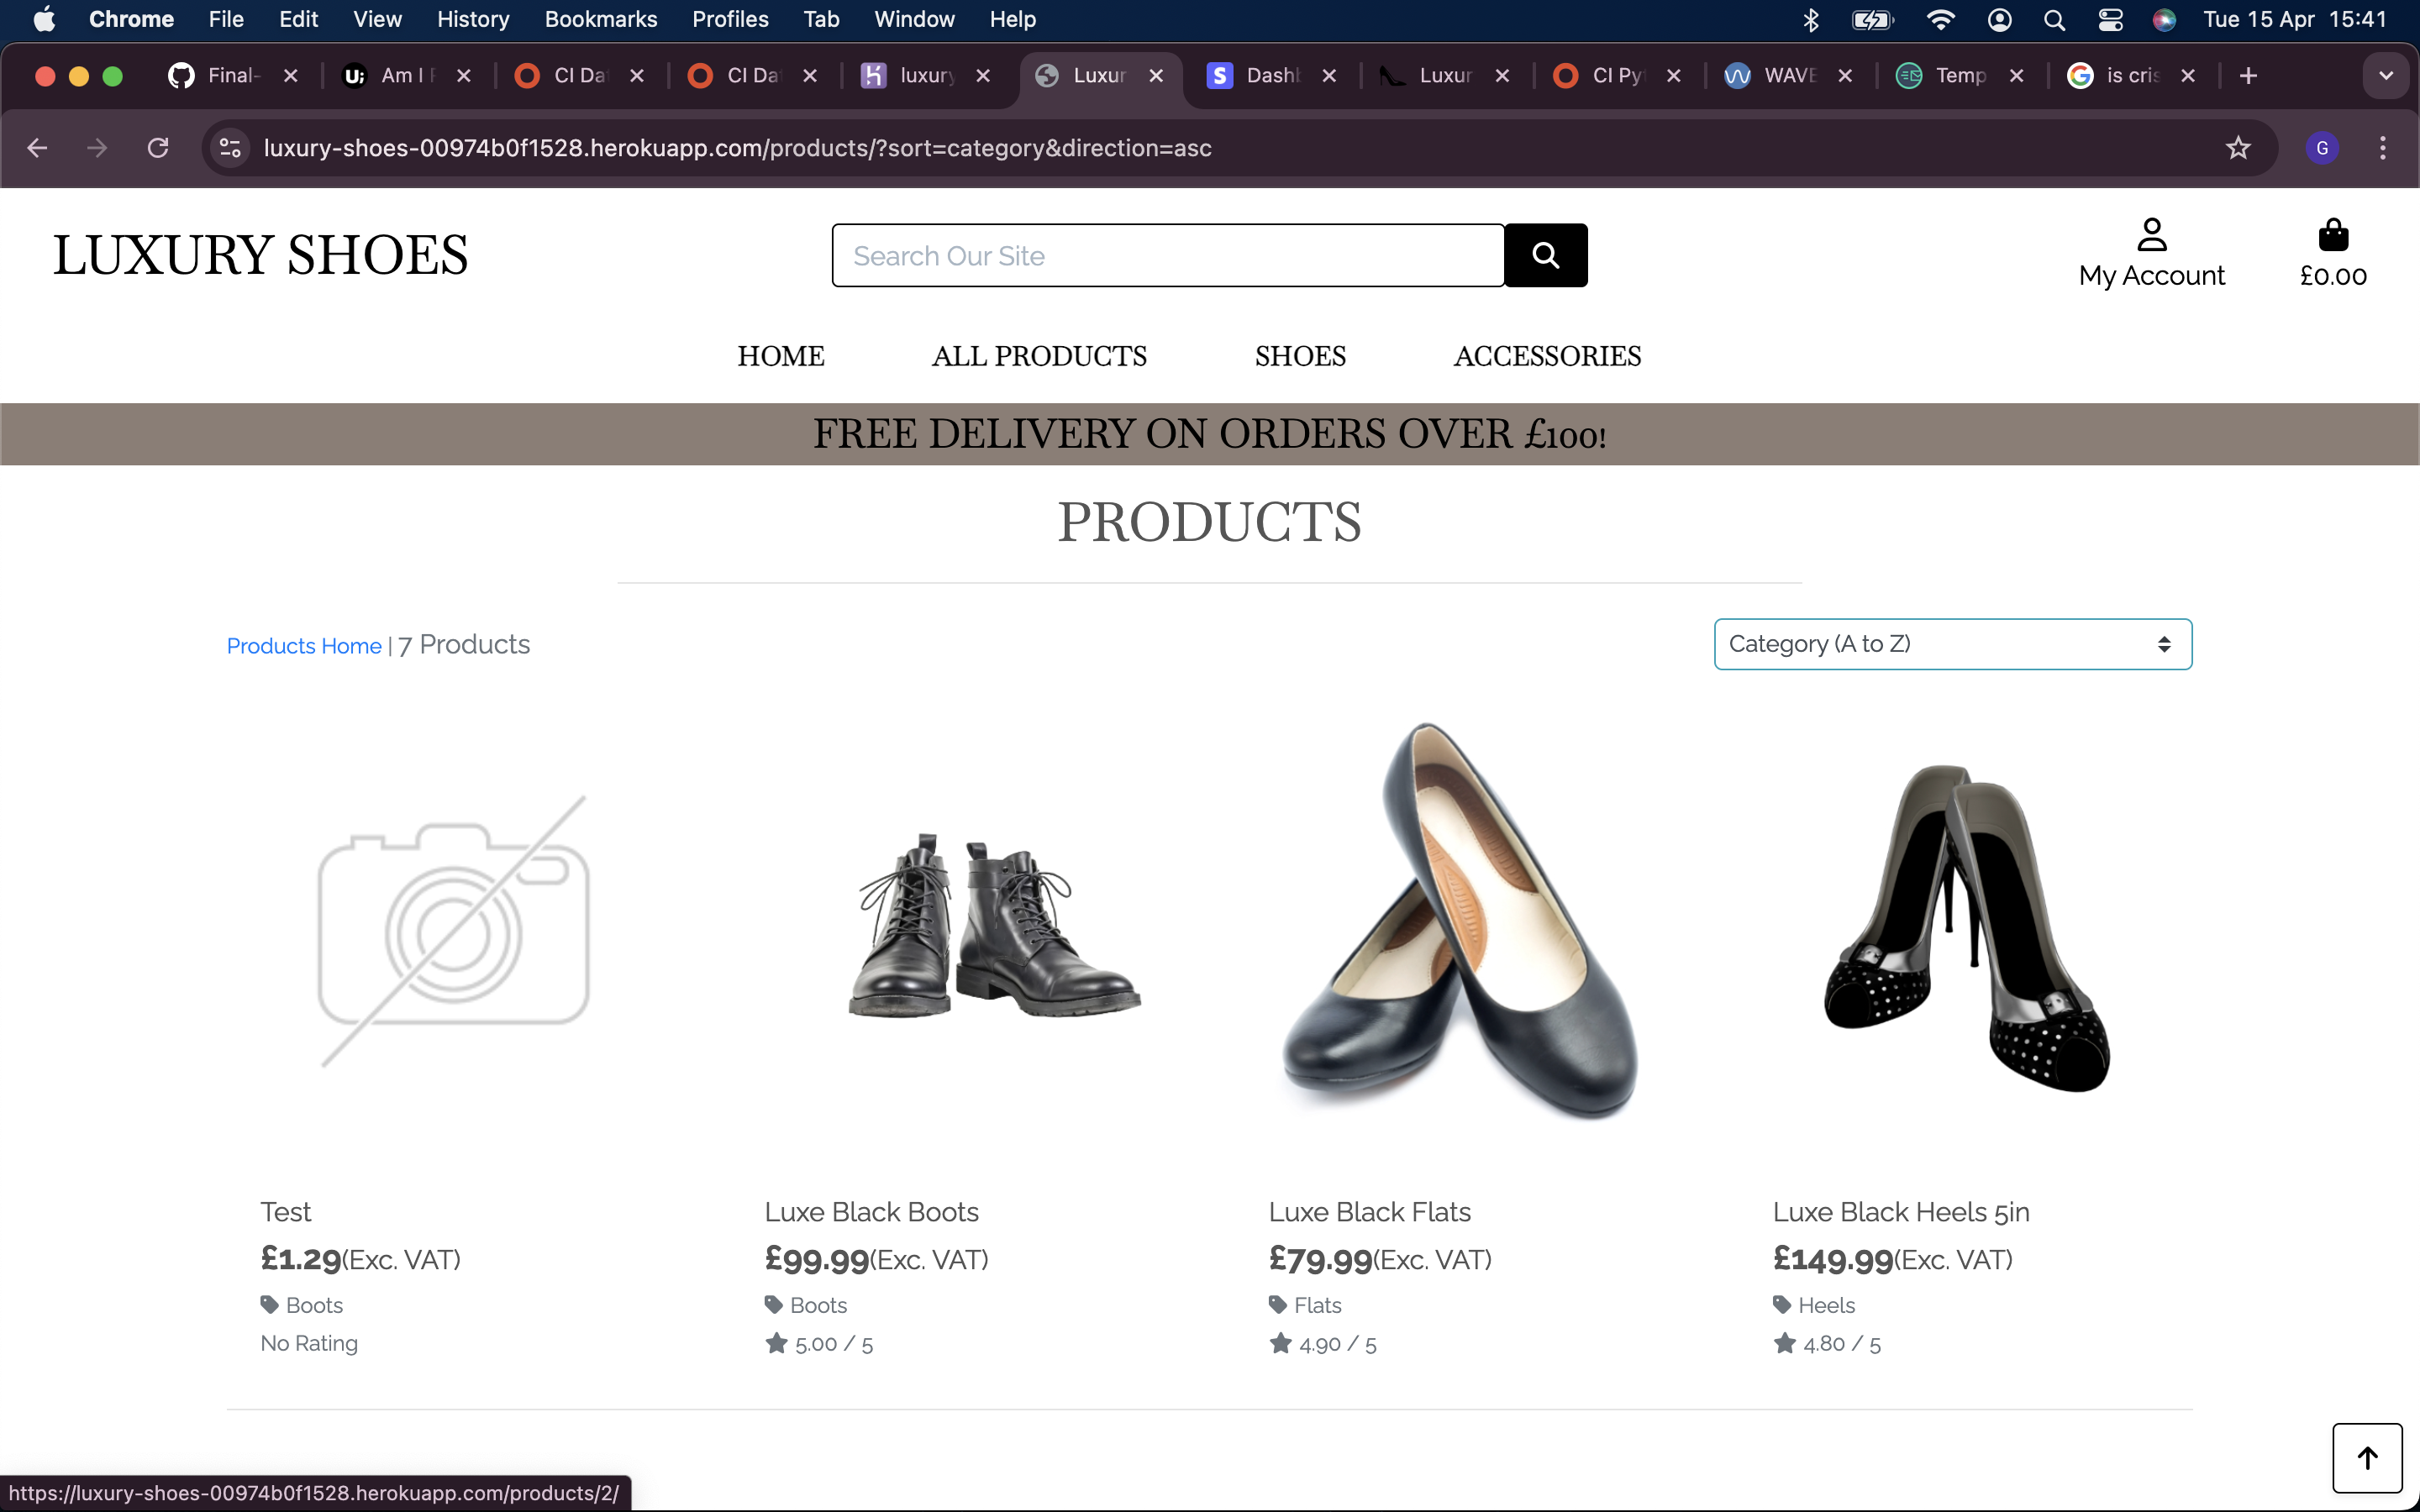 Chrome File Edit View History Bookmarks Profiles Tab Window Help Tue 15 Apr 15:41
Final- Am I CI Da CI Da luxury Luxur Dash Luxur CI Py WAVE Temp is cris
luxury-shoes-00974b0f1528.herokuapp.com/products/?sort=category&direction=asc G
LUXURY SHOES
Search Our Site
My Account
£0.00
HOME ALL PRODUCTS SHOES ACCESSORIES
FREE DELIVERY ON ORDERS OVER £100!
PRODUCTS
Products Home | 7 Products
Category (A to Z)
Test
£1.29(Exc. VAT)
Boots
No Rating
Luxe Black Boots
£99.99(Exc. VAT)
Boots
5.00 / 5
Luxe Black Flats
£79.99(Exc. VAT)
Flats
4.90 / 5
Luxe Black Heels 5in
£149.99(Exc. VAT)
Heels
4.80 / 5
https://luxury-shoes-00974b0f1528.herokuapp.com/products/2/